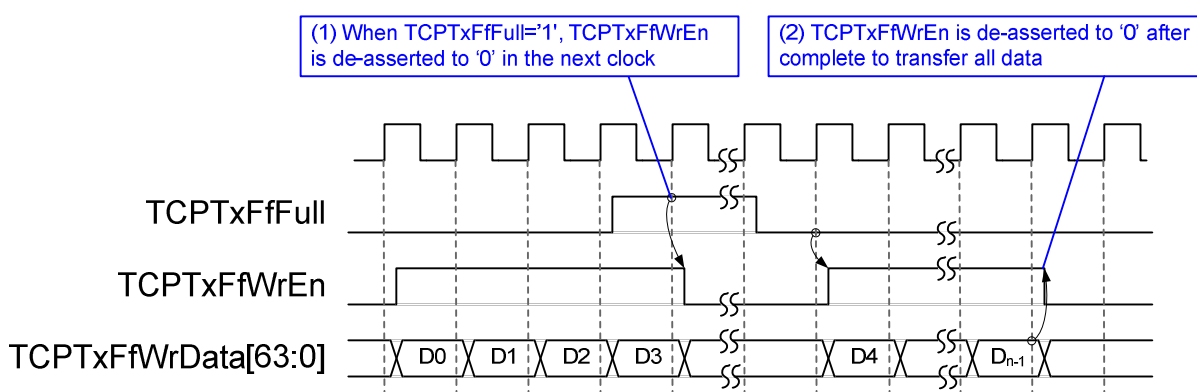 (1) When TCPTxFfFull='1', TCPTxFfWrEn
is de-asserted to ‘0’ in the next clock
(2) TCPTxFfWrEn is de-asserted to ‘0’ after
complete to transfer all data
TCPTxFfFull
TCPTxFfWrEn
TCPTxFfWrData[63:0]
D0 D1 D2 D3 D4 Dn-1